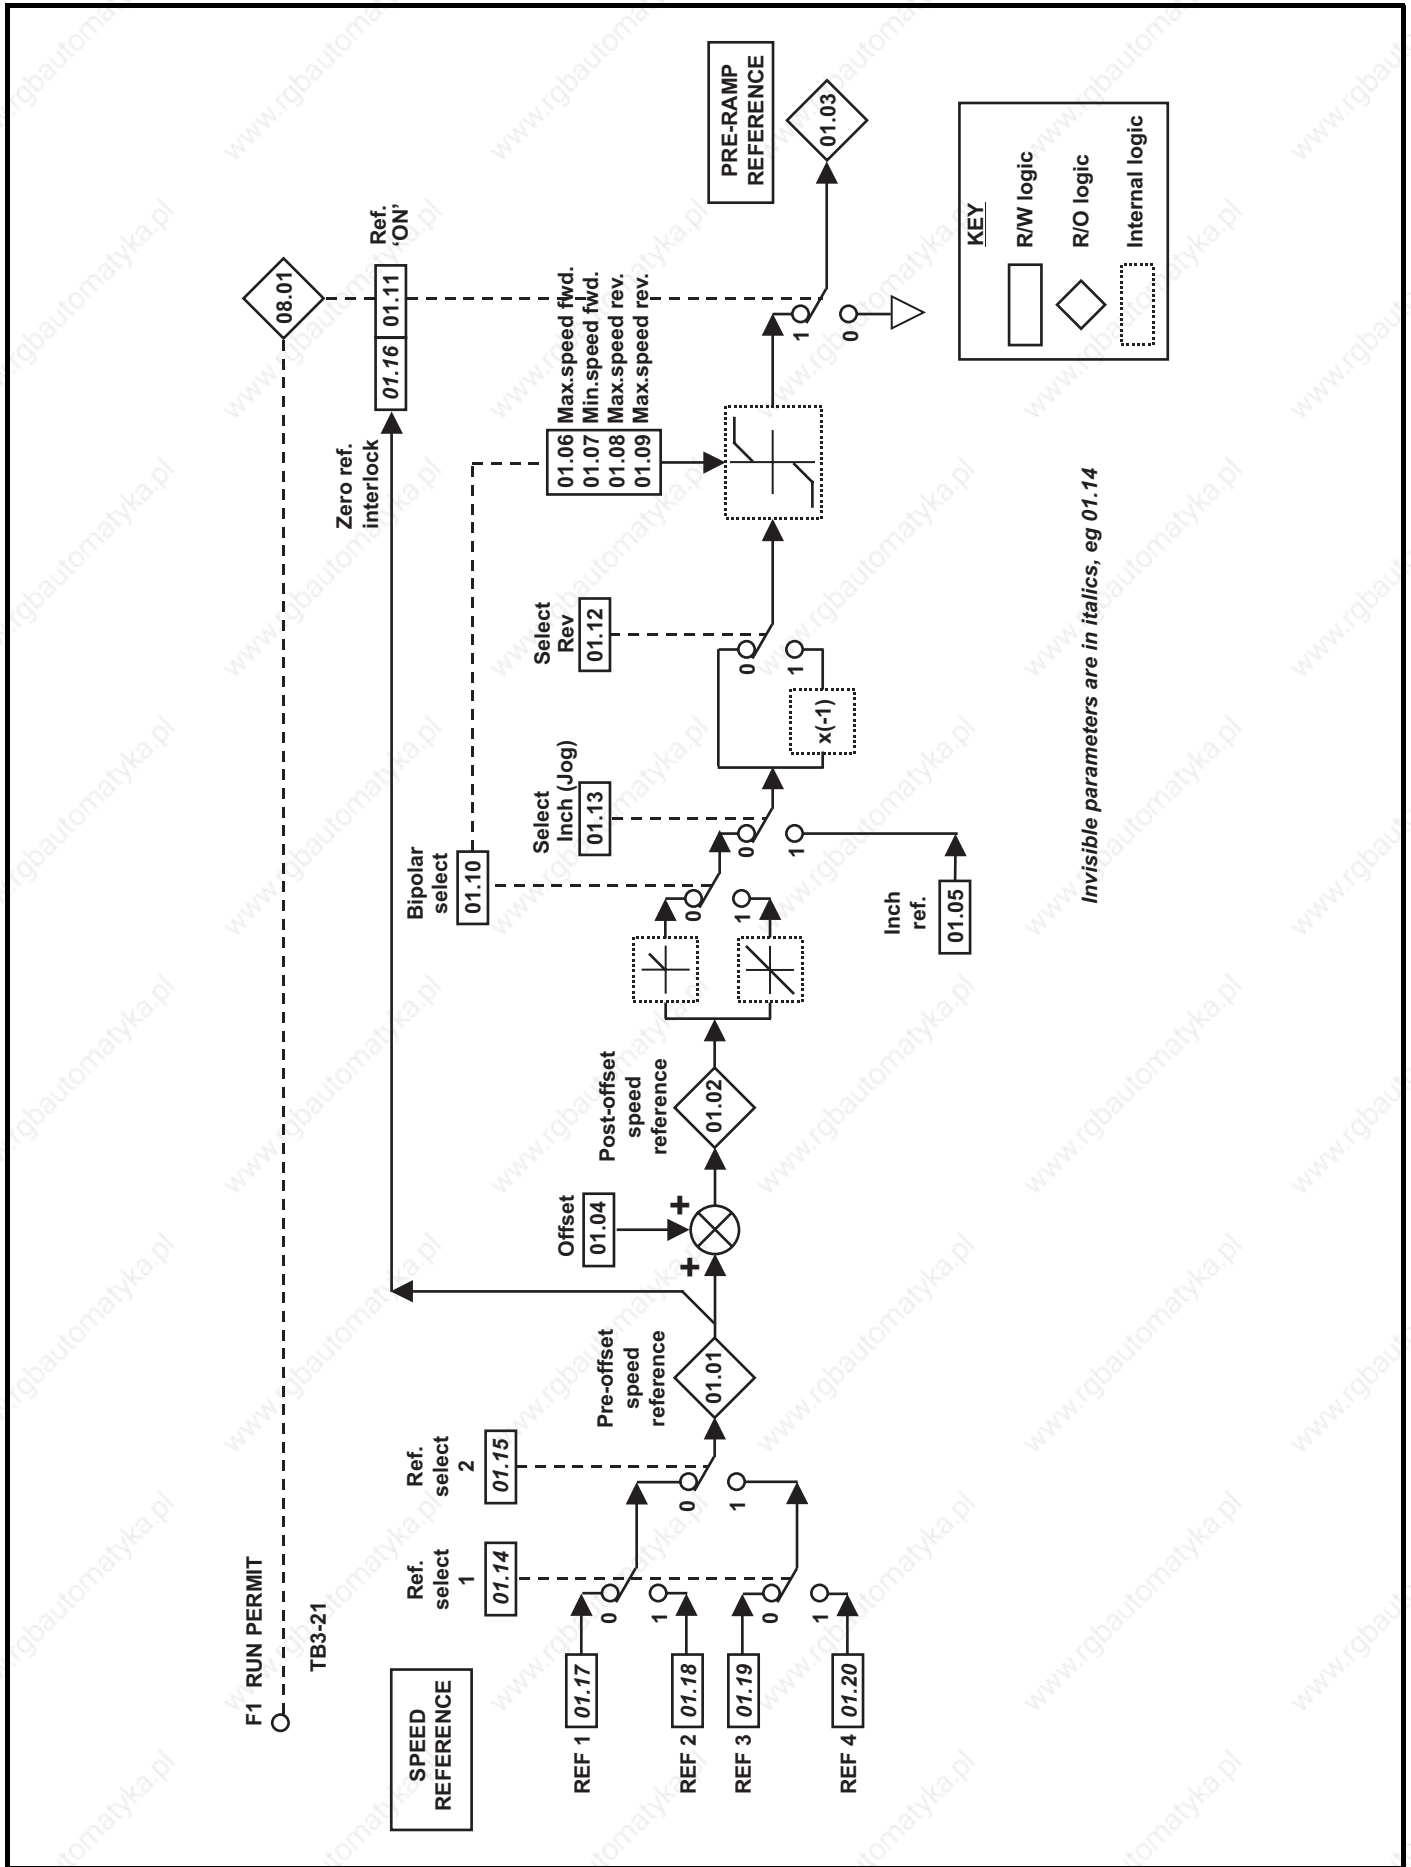 F1 RUN PERMIT
TB3-21
08.01
SPEED
REFERENCE
Zero ref.
interlock
01.16
01.11
Ref.
‘ON’
Ref.
select
1
01.14
Ref.
select
2
01.15
Bipolar
select
01.10
REF 1
01.17
0
1
REF 2
01.18
REF 3
01.19
0
1
REF 4
01.20
0
1
Pre-offset
speed
reference
01.01
Offset
01.04
+
+
Post-offset
speed
reference
01.02
0
1
Select
Inch (Jog)
01.13
0
1
Inch
ref.
01.05
Select
Rev
01.12
0
1
x(-1)
01.06 Max.speed fwd.
01.07 Min.speed fwd.
01.08 Max.speed rev.
01.09 Max.speed rev.
1
0
PRE-RAMP
REFERENCE
01.03
KEY
R/W logic
R/O logic
Internal logic
Invisible parameters are in italics, eg 01.14
www.rgbautomatyka.pl